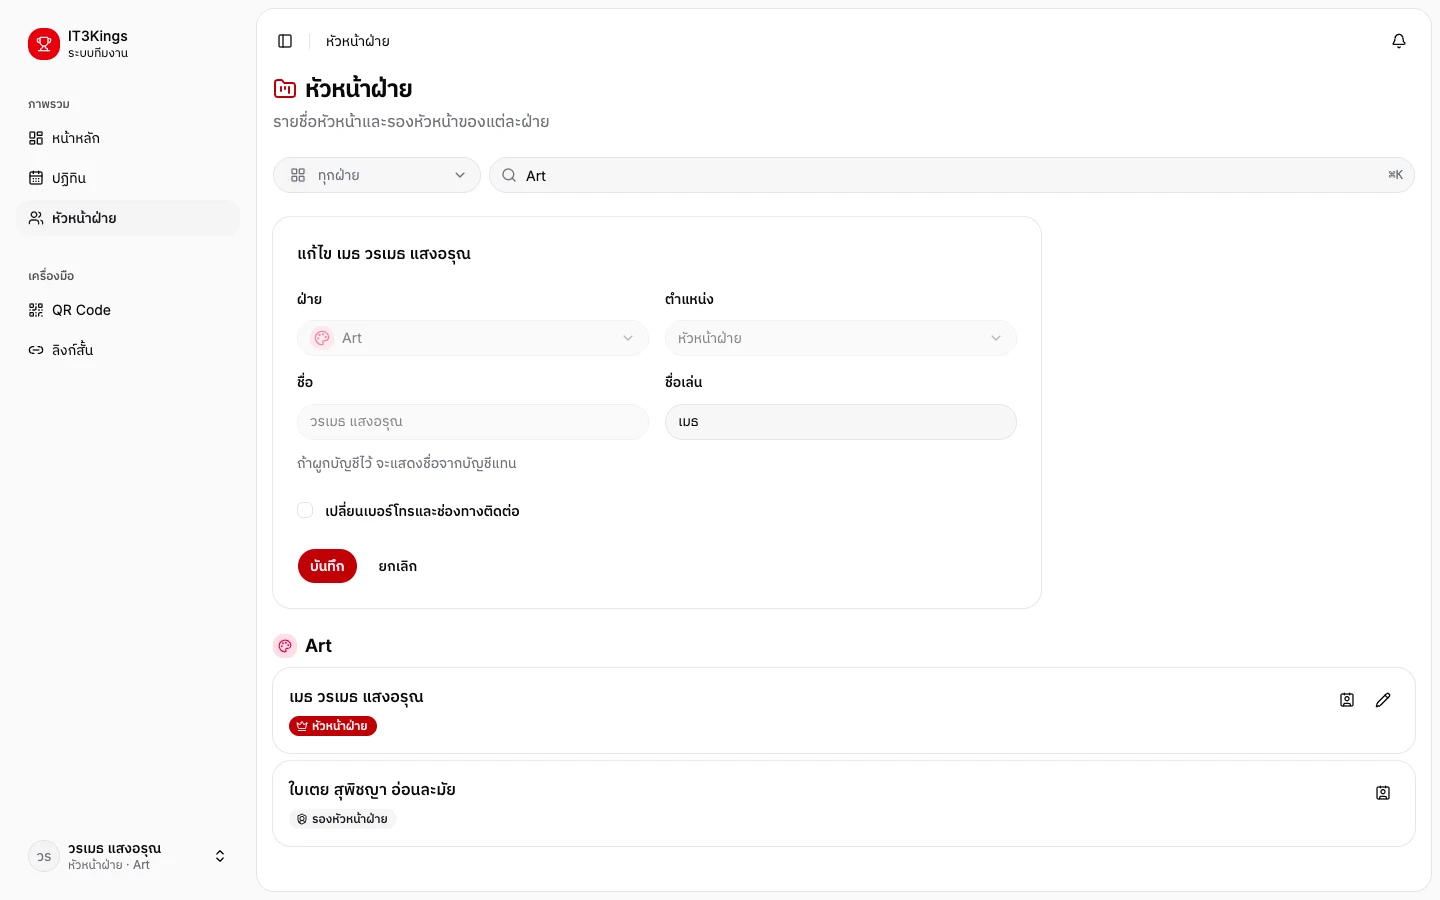 IT3Kings
ระบบทีมงาน
ภาพรวม
หน้าหลัก
ปฏิทิน
หัวหน้าฝ่าย
เครื่องมือ
QR Code
ลิงก์สั้น
วร
วรเมธ แสงอรุณ
หัวหน้าฝ่าย · Art
หัวหน้าฝ่าย
หัวหน้าฝ่าย
รายชื่อหัวหน้าและรองหัวหน้าของแต่ละฝ่าย
ทุกฝ่าย
Art
⌘K
แก้ไข เมธ วรเมธ แสงอรุณ
ฝ่าย
ตำแหน่ง
Art
หัวหน้าฝ่าย
ชื่อ
ชื่อเล่น
วรเมธ แสงอรุณ
เมธ
ถ้าผูกบัญชีไว้ จะแสดงชื่อจากบัญชีแทน
เปลี่ยนเบอร์โทรและช่องทางติดต่อ
บันทึก
ยกเลิก
Art
เมธ วรเมธ แสงอรุณ
หัวหน้าฝ่าย
ใบเตย สุพิชญา อ่อนละมัย
รองหัวหน้าฝ่าย